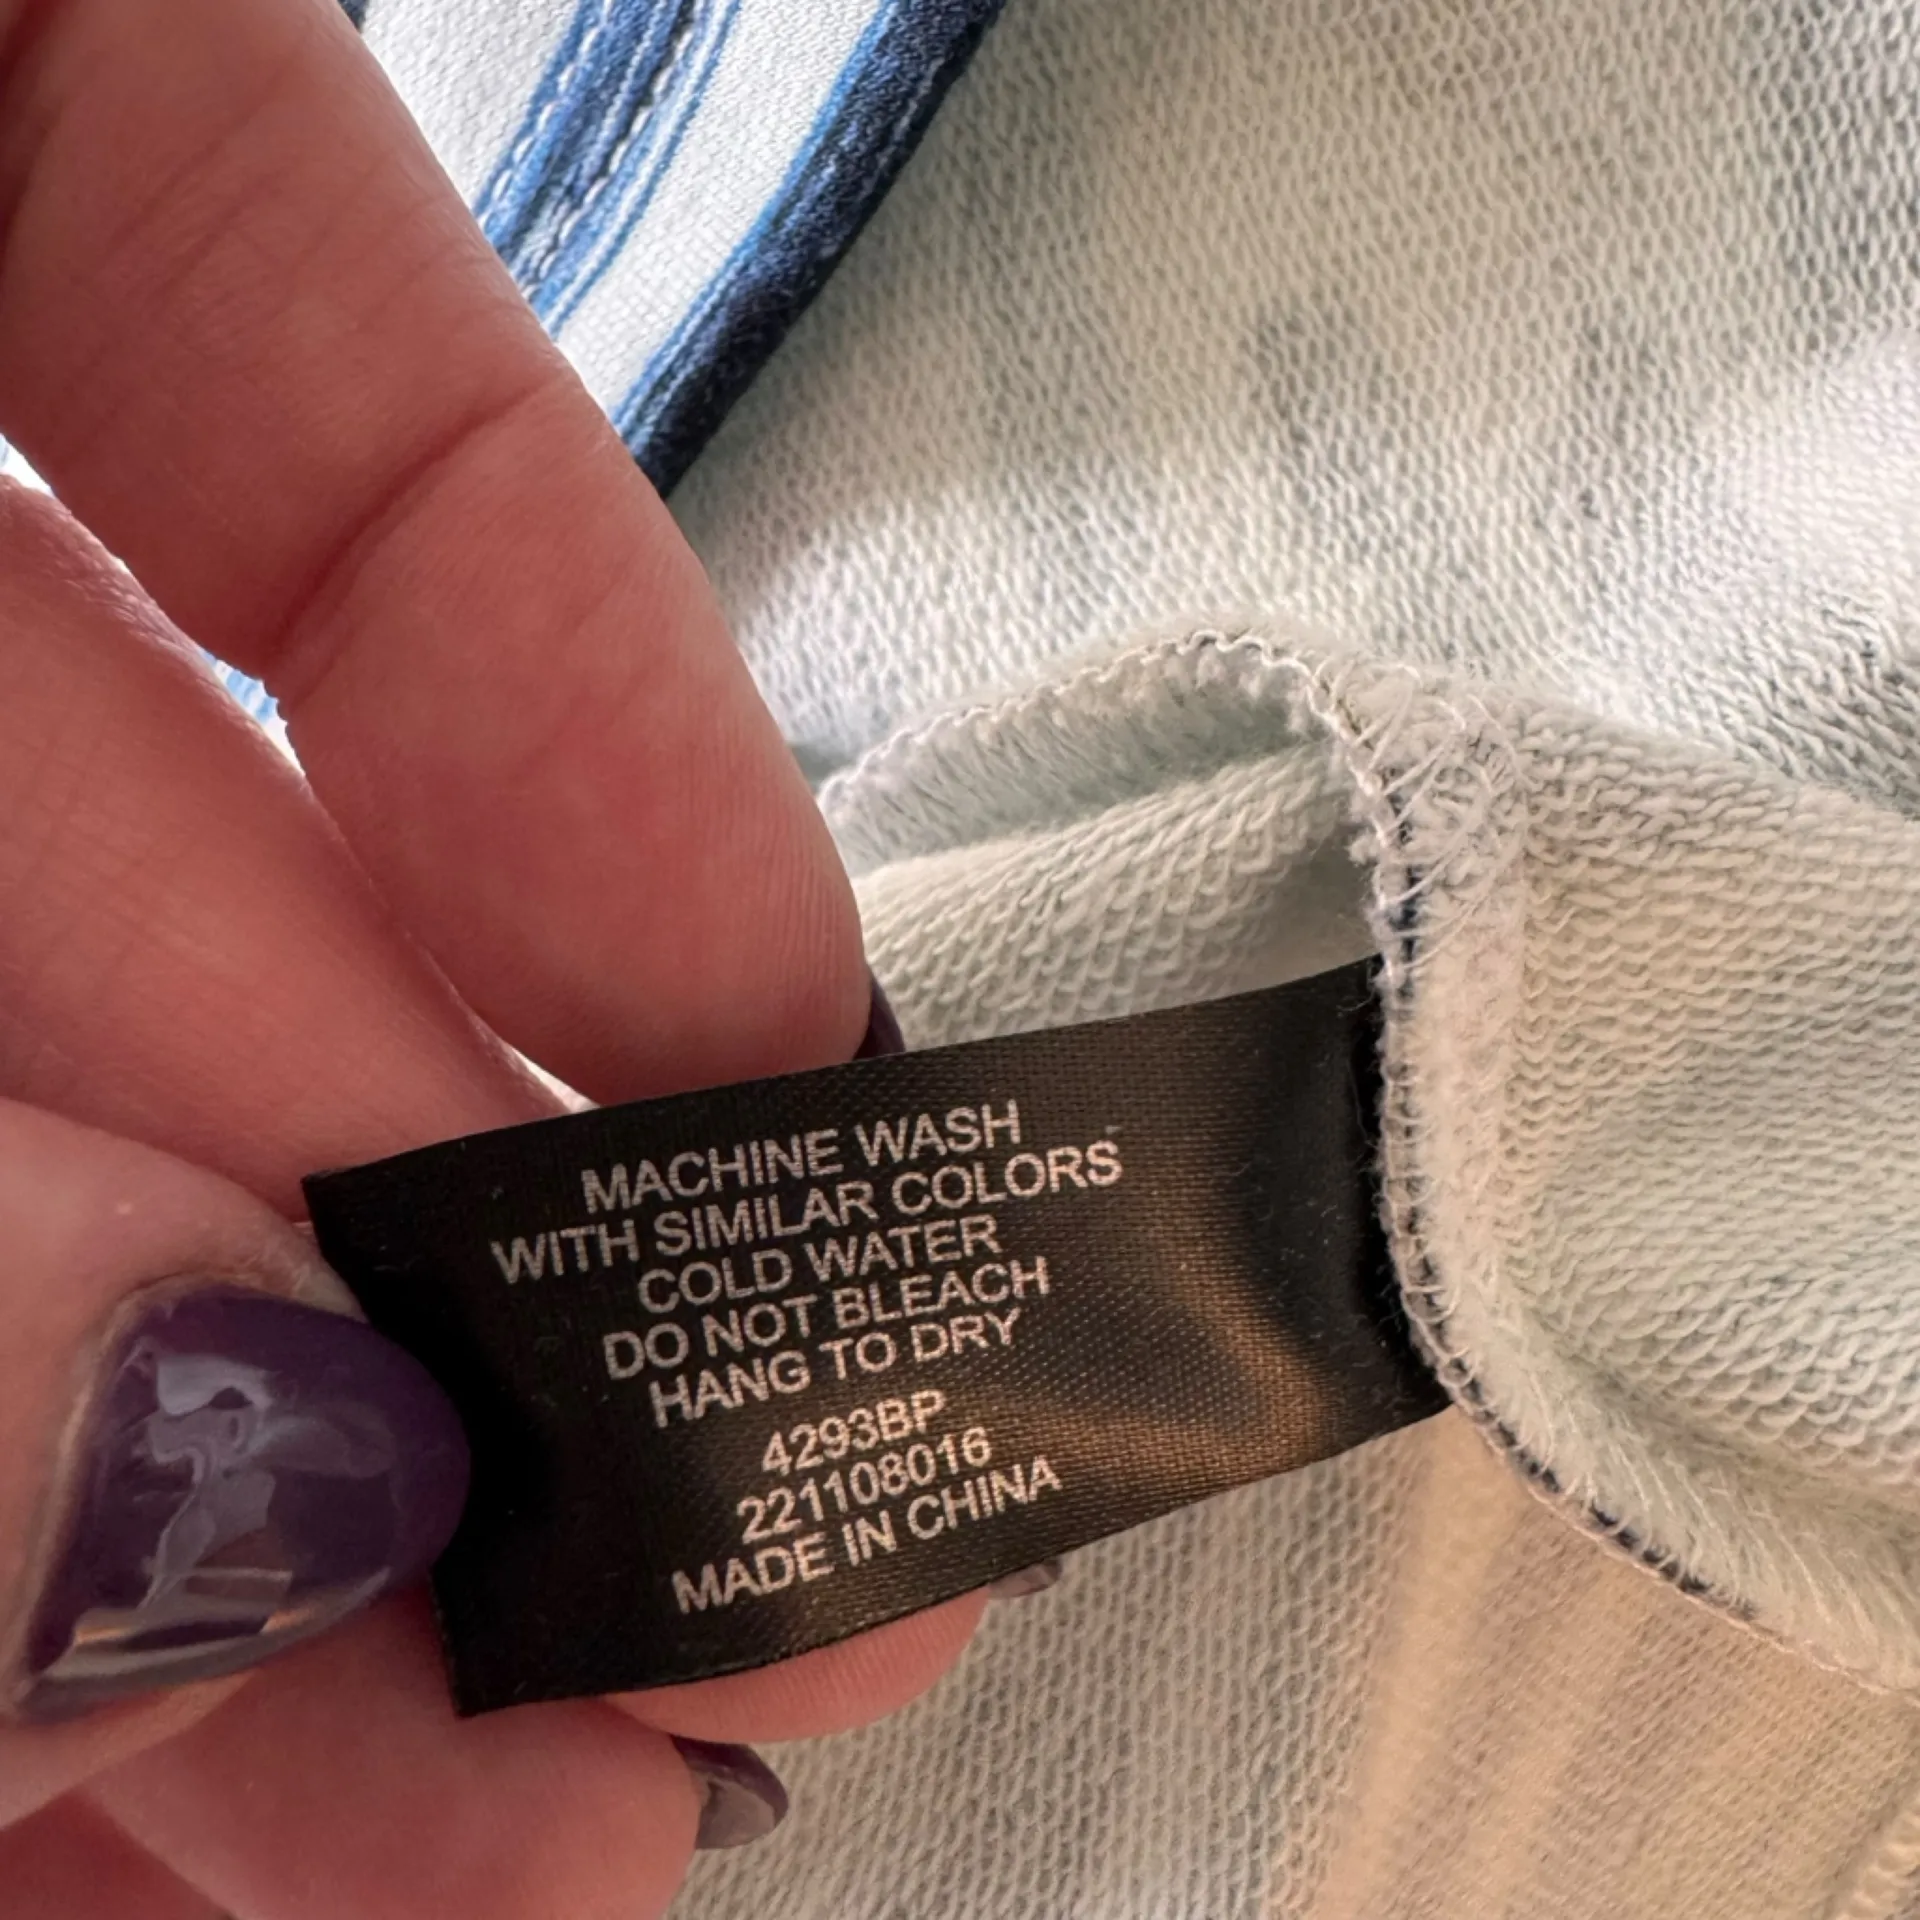 MACHINE WASH
WITH SIMILAR COLORS
COLD WATER
DO NOT BLEACH
HANG TO DRY
4293BP
221108016
MADE IN CHINA